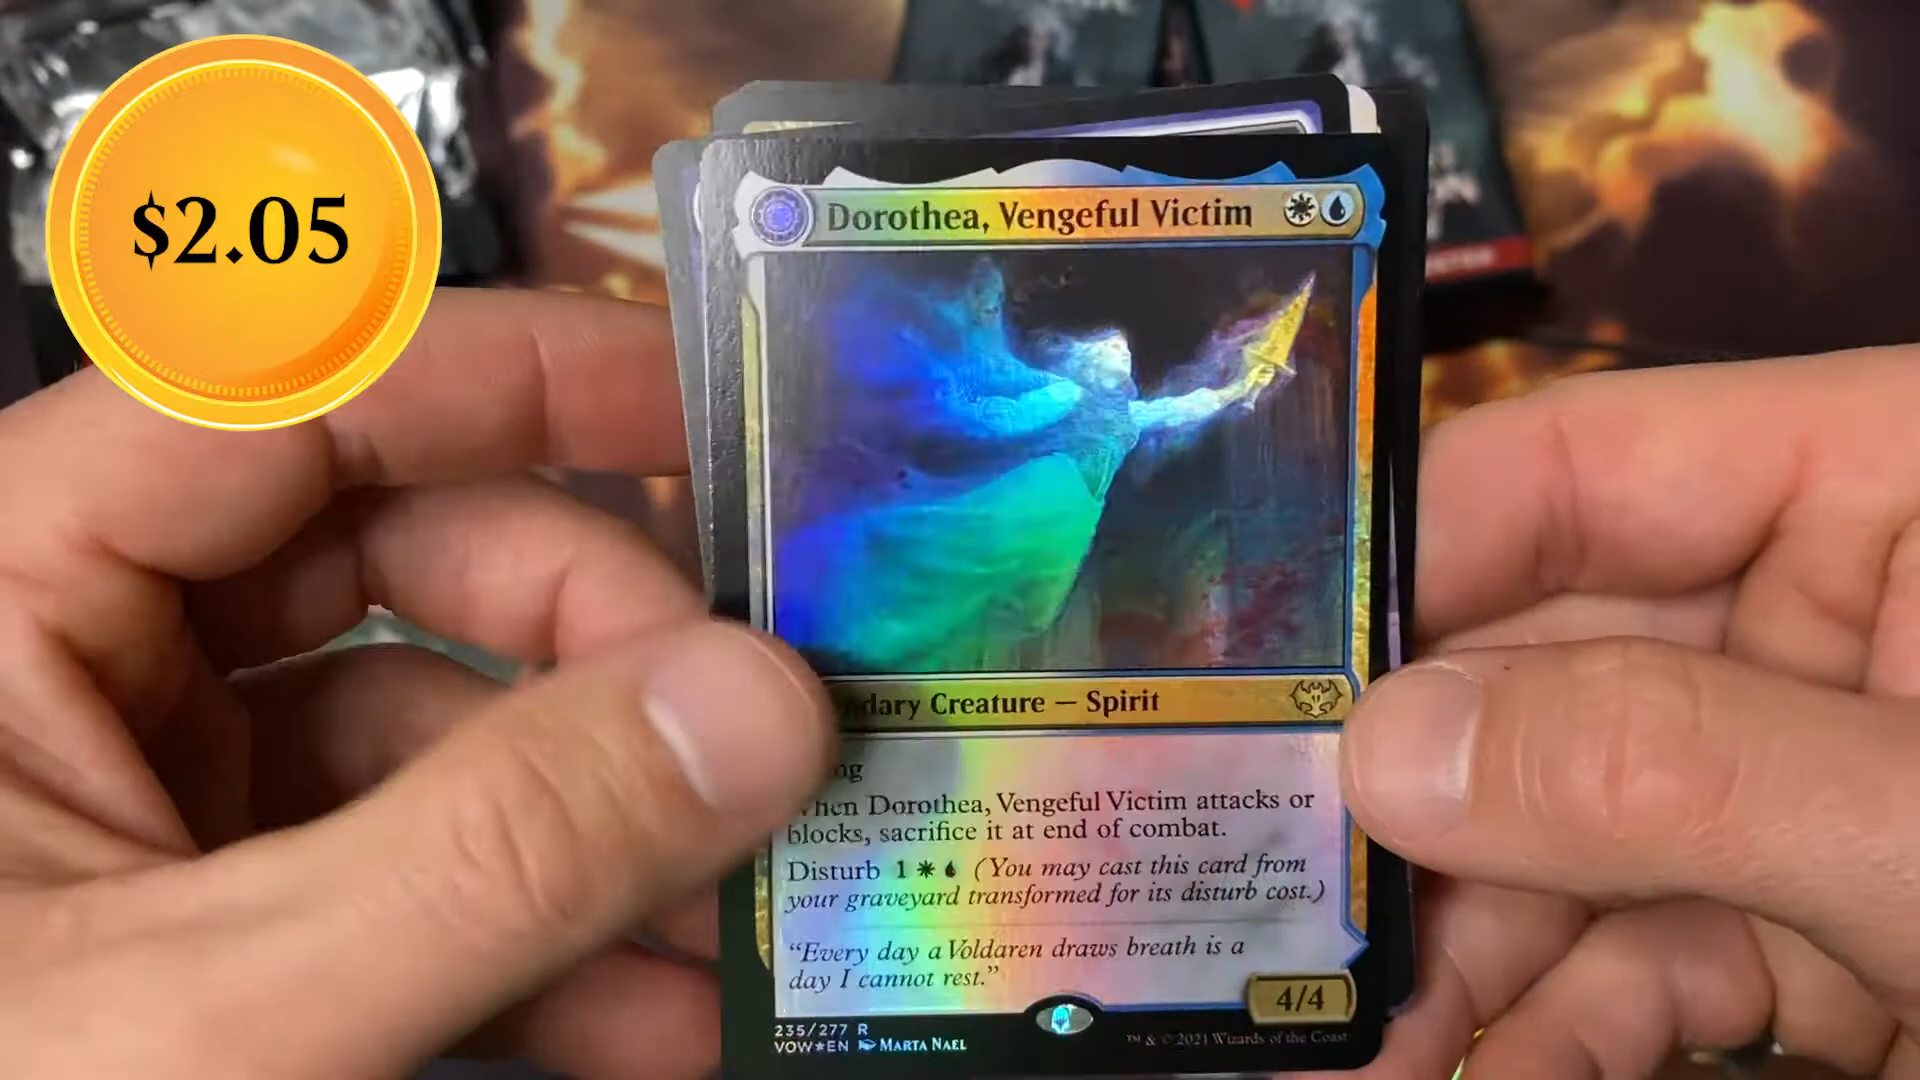 $2.05
Dorothea, Vengeful Victim
Creature — Spirit
Dorothea, Vengeful Victim attacks or
blocks, sacrifice it at end of combat.
Disturb 1 (You may cast this card from
your graveyard transformed for its disturb cost.)
“Every day a Voldaren draws breath is a
day I cannot rest.”
4/4
235/277 R
VOW★EN MARTA NAEL
™ & © 2021 Wizards of the Coast